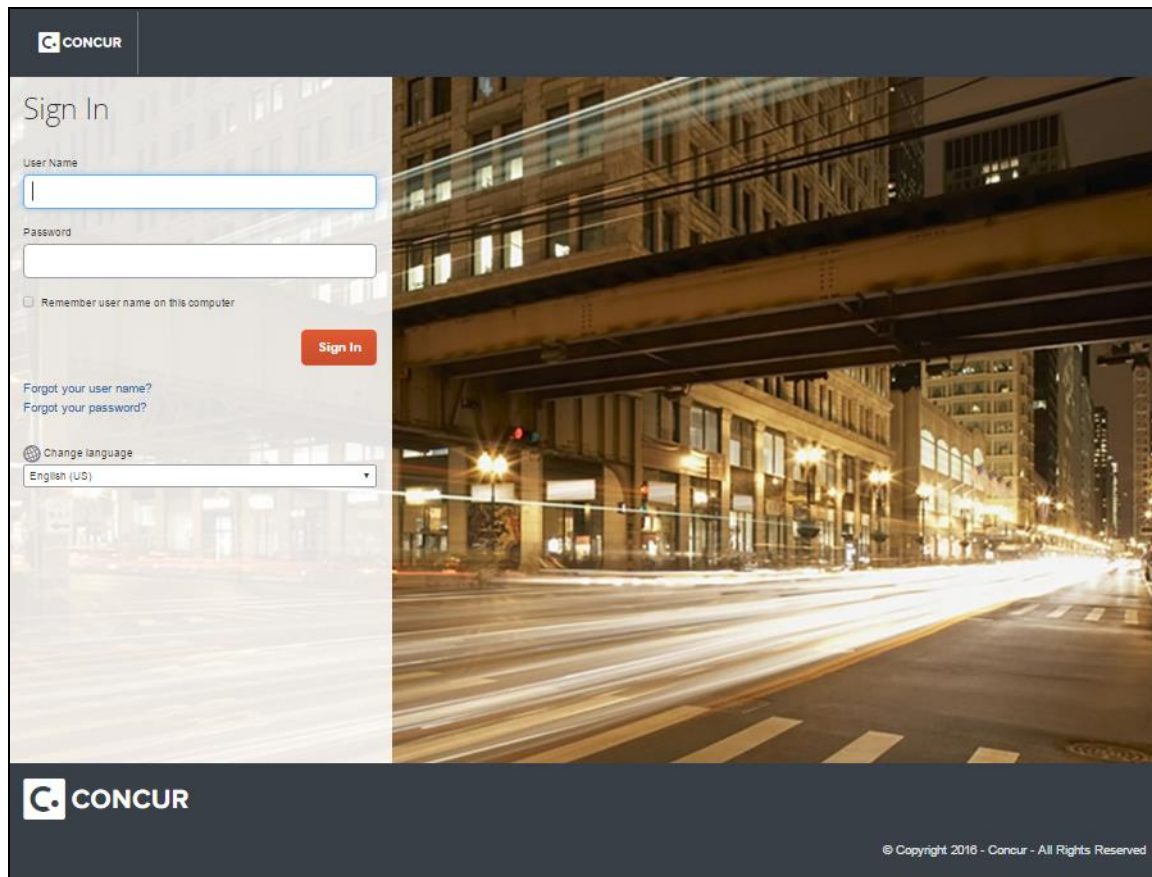 C. CONCUR
Sign In
User Name
Password
Remember user name on this computer
Sign In
Forgot your user name?
Forgot your password?
Change language
English (US)
C. CONCUR
© Copyright 2016 - Concur - All Rights Reserved